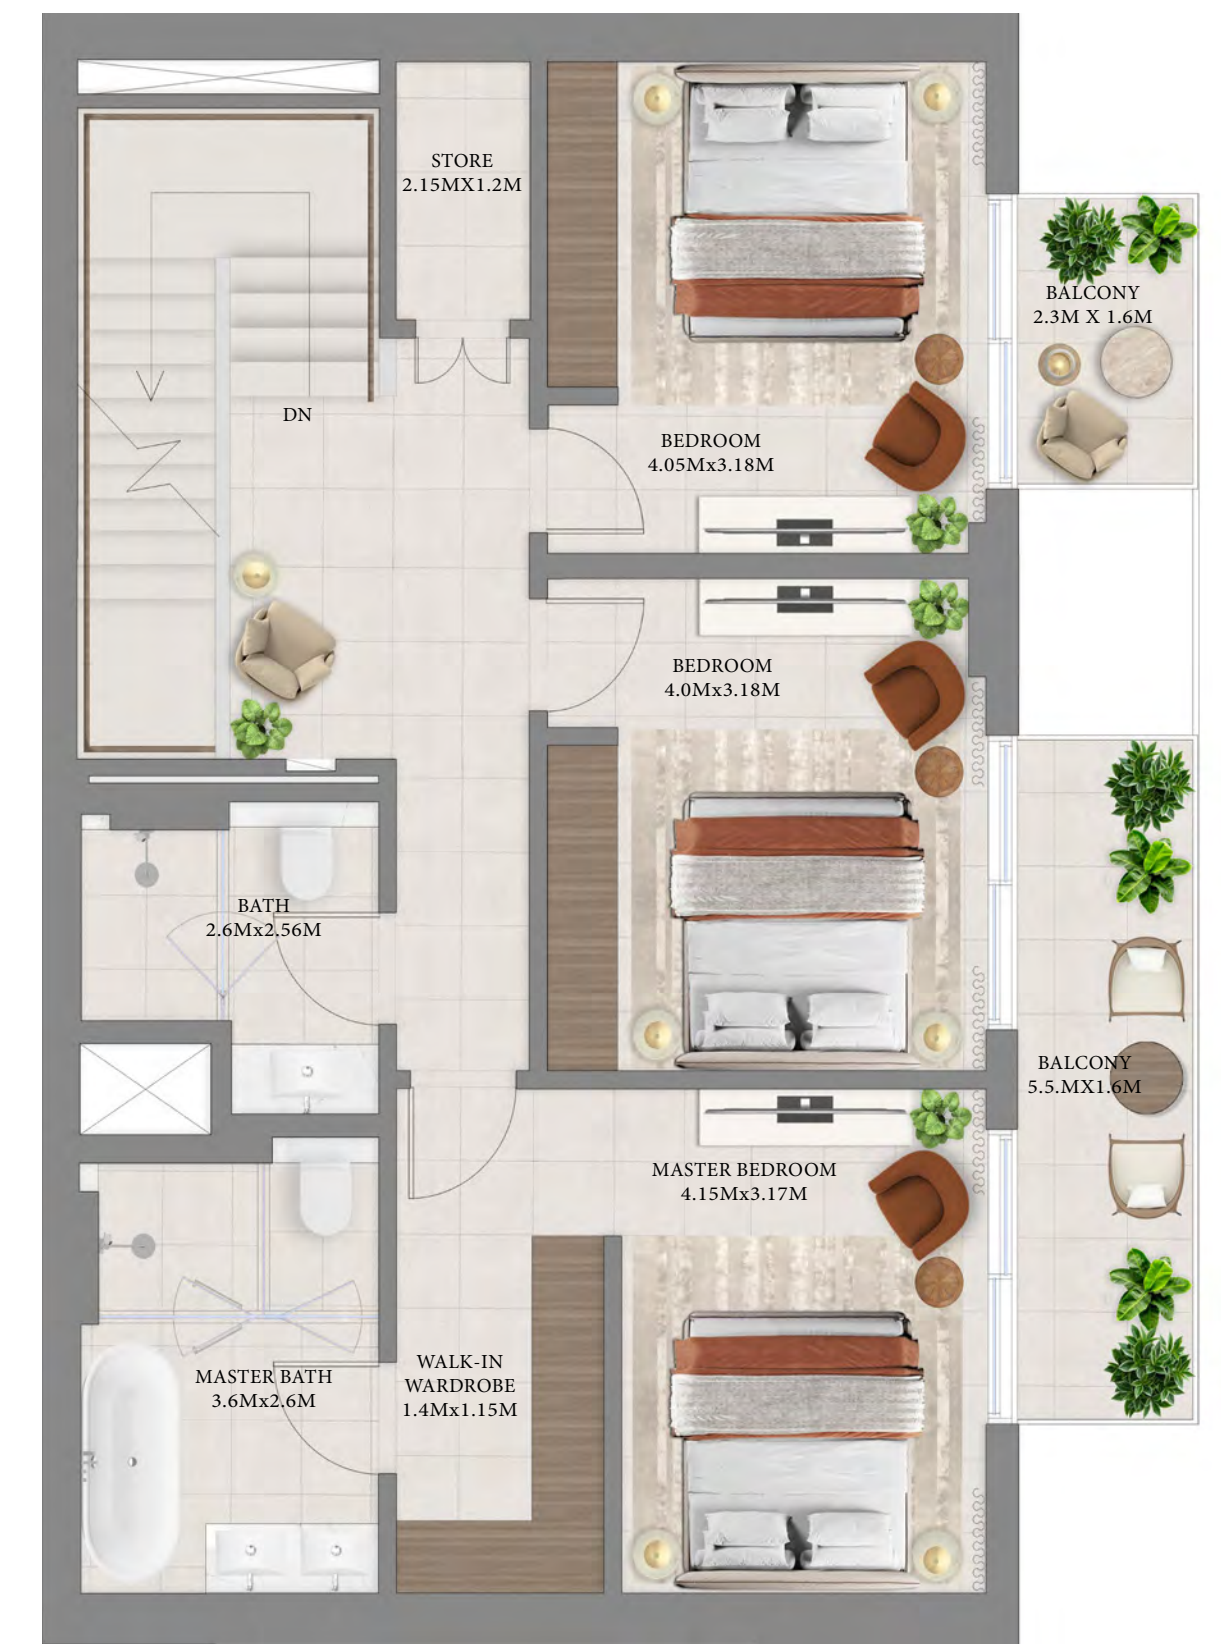 STORE
2.15MX1.2M
BALCONY
2.3M X 1.6M
DN
BEDROOM
4.05Mx3.18M
BEDROOM
4.0Mx3.18M
BATH
2.6Mx2.56M
BALCONY
5.5.MX1.6M
MASTER BEDROOM
4.15Mx3.17M
MASTER BATH
3.6Mx2.6M
WALK-IN
WARDROBE
1.4Mx1.15M